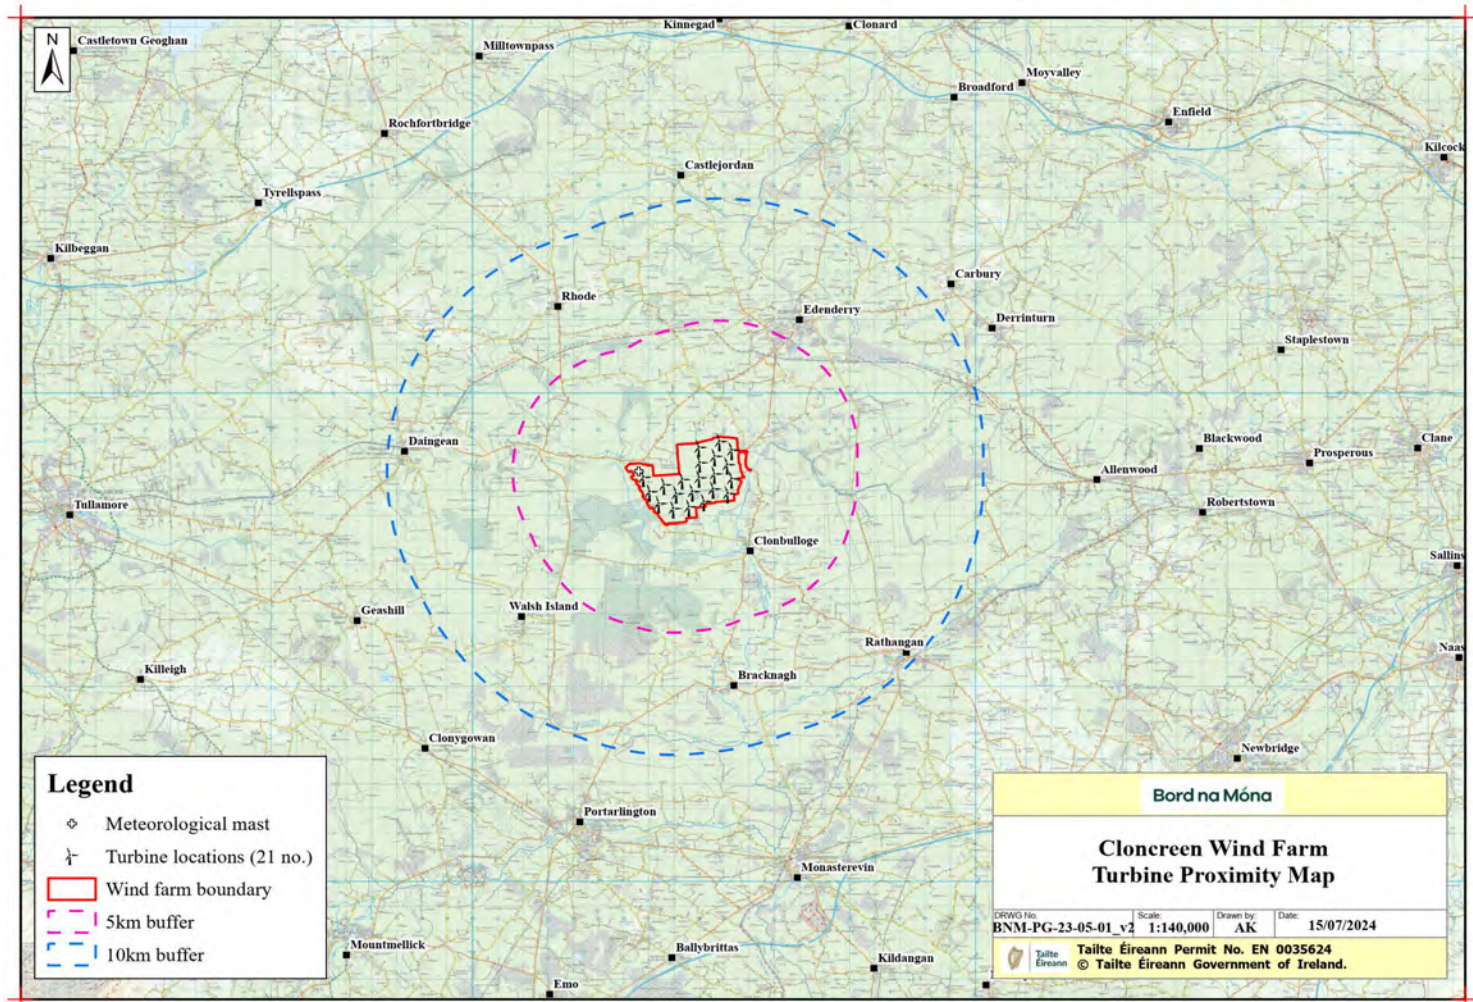 N
Castletown Geoghan
Kinnegad
Clonard
Milltownpass
Moyvalley
Broadford
Enfield
Rochfortbridge
Kilcock
Castlejordan
Tyrellspass
Kilbeggan
Carbury
Rhode
Edenderry
Derrinturn
Staplestown
Daingean
Blackwood
Clane
Prosperous
Allenwood
Tullamore
Robertstown
Clonbulloge
Sallins
Geashill
Walsh Island
Rathangan
Naas
Killeigh
Bracknagh
Clonygowan
Newbridge
Portarlington
Monasterevin
Mountmellick
Ballybrittas
Kildangan
Emo
Legend
Meteorological mast
Turbine locations (21 no.)
Wind farm boundary
5km buffer
10km buffer
Bord na Móna
Cloncreen Wind Farm
Turbine Proximity Map
DRWG No. Scale: Drawn by: Date:
BNM-PG-23-05-01_v2 1:140,000 AK 15/07/2024
Tailte
Éireann
Tailte Éireann Permit No. EN 0035624
© Tailte Éireann Government of Ireland.